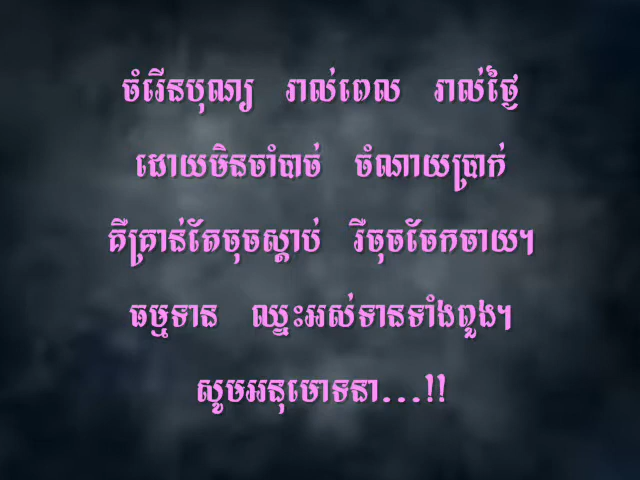 ចំរើនបុណ្យ រាល់ពេល រាល់ថ្ងៃ
ដោយមិនចាំបាច់ ចំណាយប្រាក់
គឺគ្រាន់តែចុចស្ដាប់ រឺចុចចែកចាយ។
ធម្មទាន ឈ្នះអស់ទានទាំងពួង។
សូមអនុមោទនា...!!